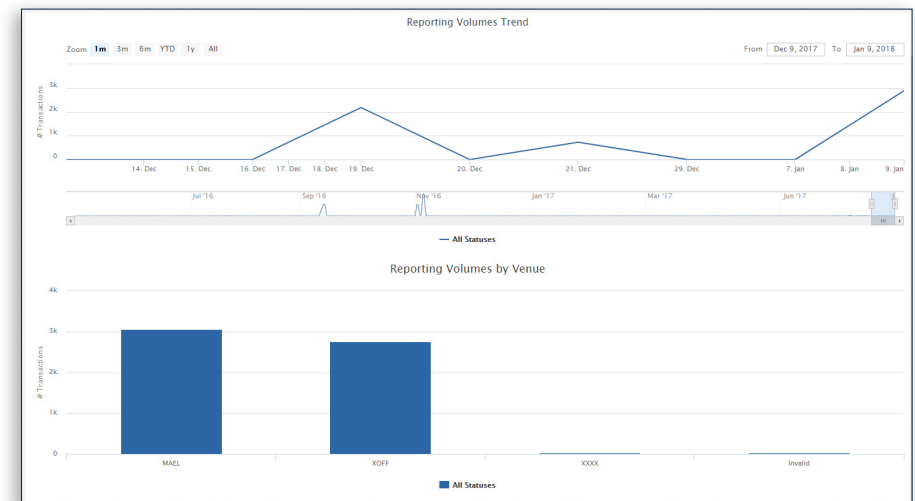 Reporting Volumes Trend
Zoom 1m 3m 6m YTD 1y All From Dec 9, 2017 To Jan 9, 2018
# Transactions
3k
2k
1k
0
14. Dec 15. Dec 16. Dec 17. Dec 18. Dec 19. Dec 20. Dec 21. Dec 29. Dec 7. Jan 8. Jan 9. Jan
Jul '16 Sep '16 Nov '16 Jan '17 Mar '17 Jun '17
All Statuses
Reporting Volumes by Venue
# Transactions
4k
3k
2k
1k
0
MAEL XOFF XXXX Invalid
All Statuses